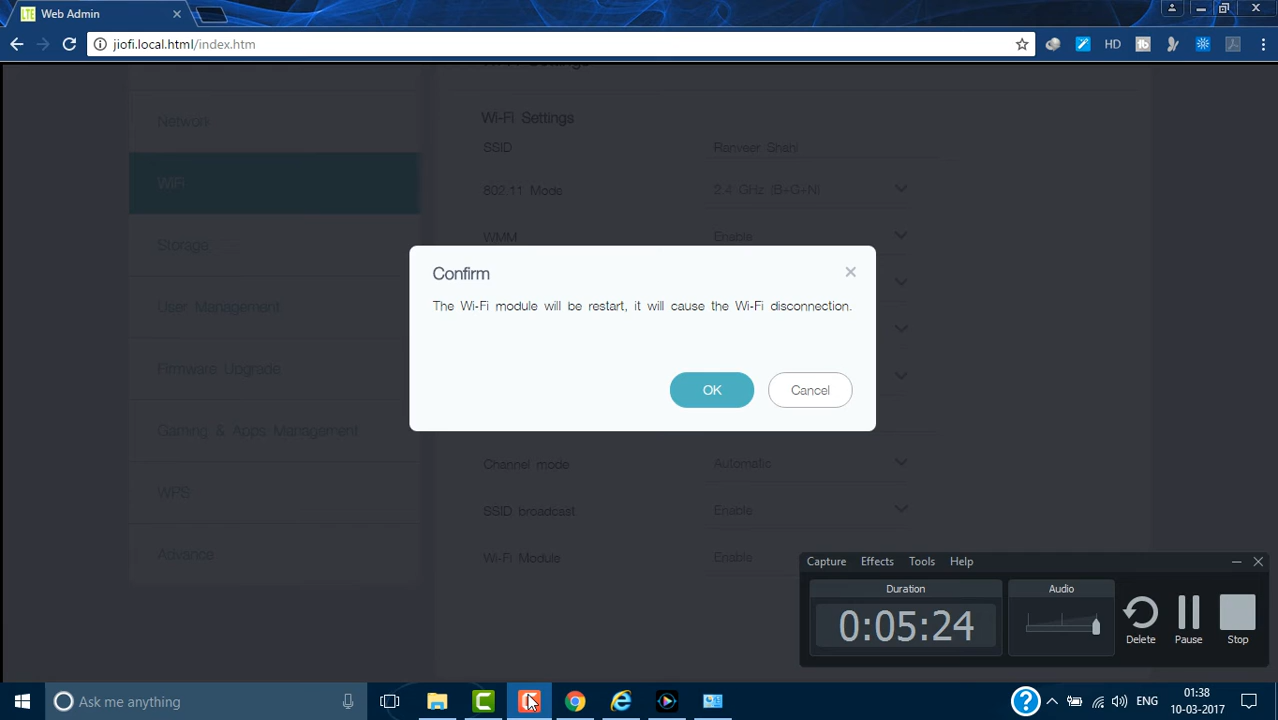 Web Admin
jiofi.local.html/index.htm
HD
Wi-Fi Settings
Network
WiFi
Storage
User Management
Firmware Upgrade
Gaming & Apps Management
WPS
Advance
Wi-Fi Settings
SSID Ranveer Shani
802.11 Mode 2.4 GHz (B+G+N)
WMM Enable
Confirm
The Wi-Fi module will be restart, it will cause the Wi-Fi disconnection.
OK Cancel
Channel mode Automatic
SSID broadcast Enable
Wi-Fi Module Enable
Capture Effects Tools Help
Duration Audio
0:05:24
Delete Pause Stop
Ask me anything
ENG
01:38
10-03-2017